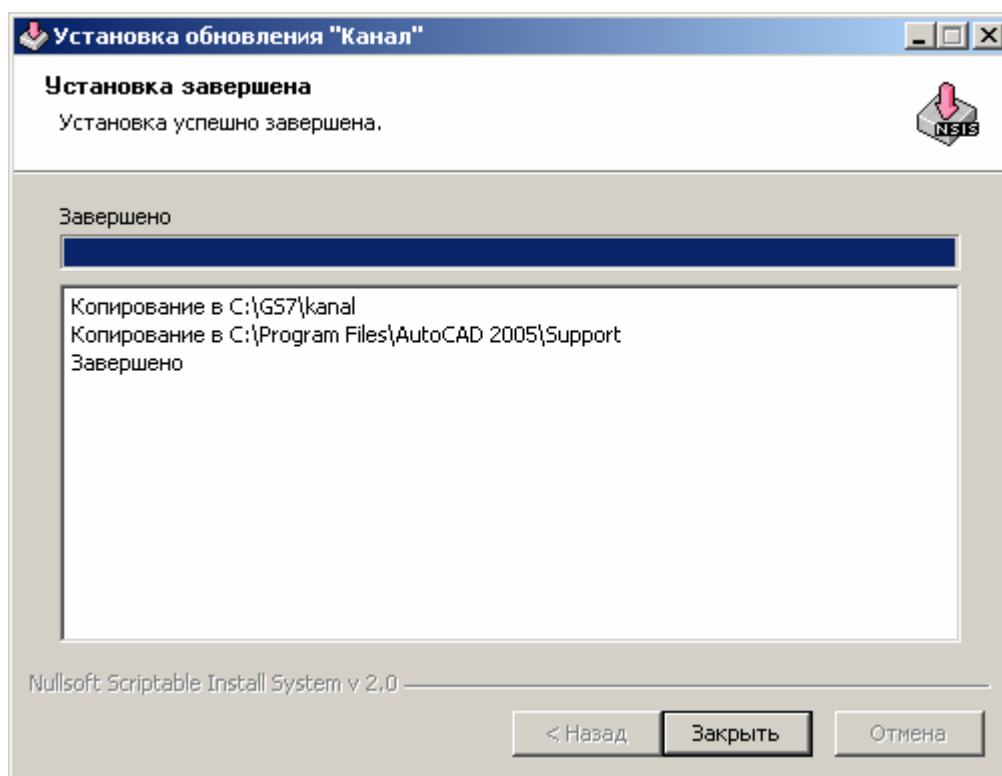 Установка обновления "Канал"
Установка завершена
Установка успешно завершена.
NSIS
Завершено
Копирование в C:\GS7\kanal
Копирование в C:\Program Files\AutoCAD 2005\Support
Завершено
Nullsoft Scriptable Install System v 2.0
< Назад
Закрыть
Отмена